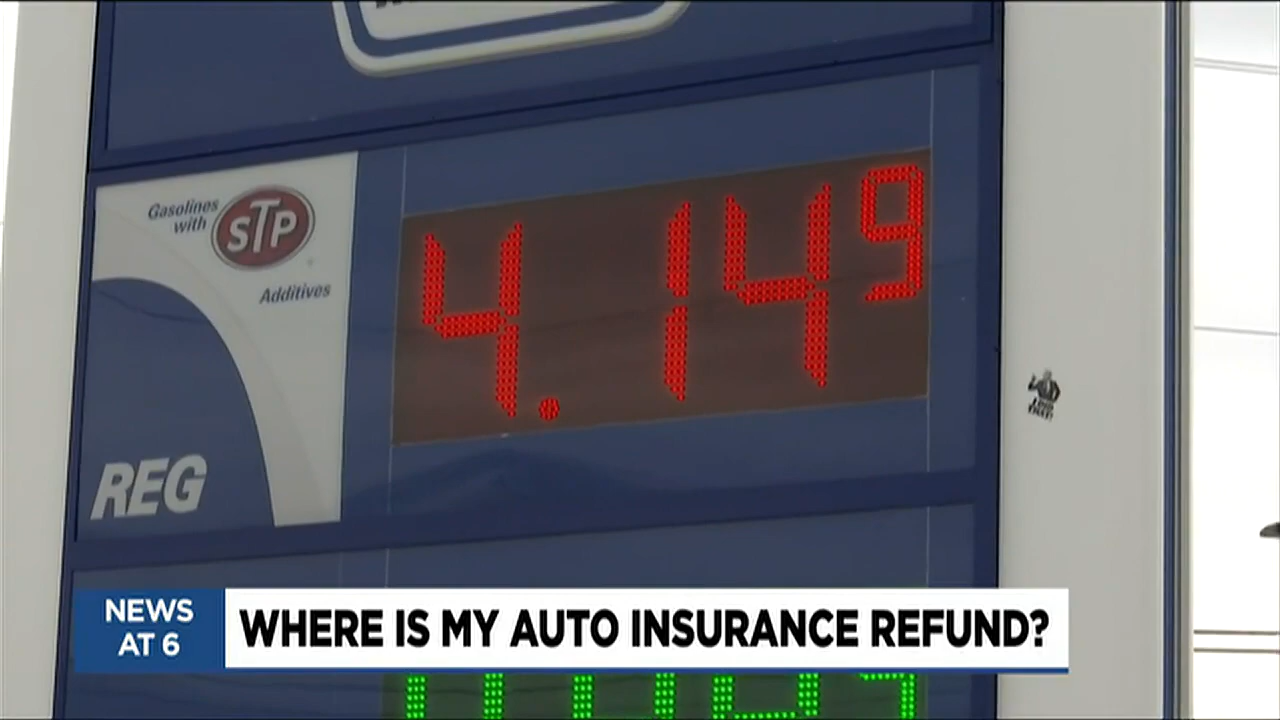 Gasolines
with
STP
Additives
4.149
REG
NEWS
AT 6
WHERE IS MY AUTO INSURANCE REFUND?